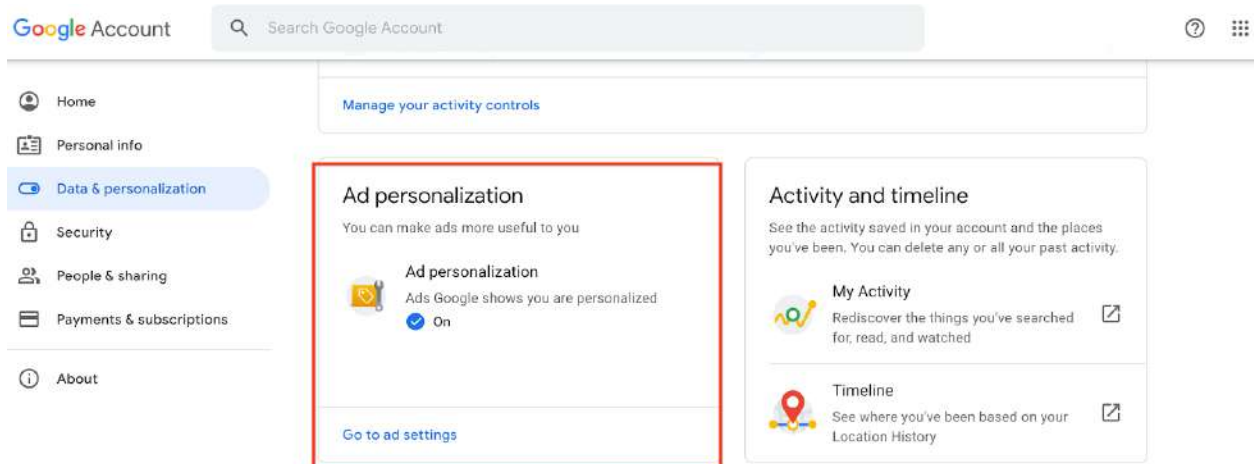 Google Account
Search Google Account
Home
Personal info
Data & personalization
Security
People & sharing
Payments & subscriptions
About
Manage your activity controls
Ad personalization
You can make ads more useful to you
Ad personalization
Ads Google shows you are personalized
On
Go to ad settings
Activity and timeline
See the activity saved in your account and the places
you've been. You can delete any or all your past activity.
My Activity
Rediscover the things you've searched
for, read, and watched
Timeline
See where you've been based on your
Location History